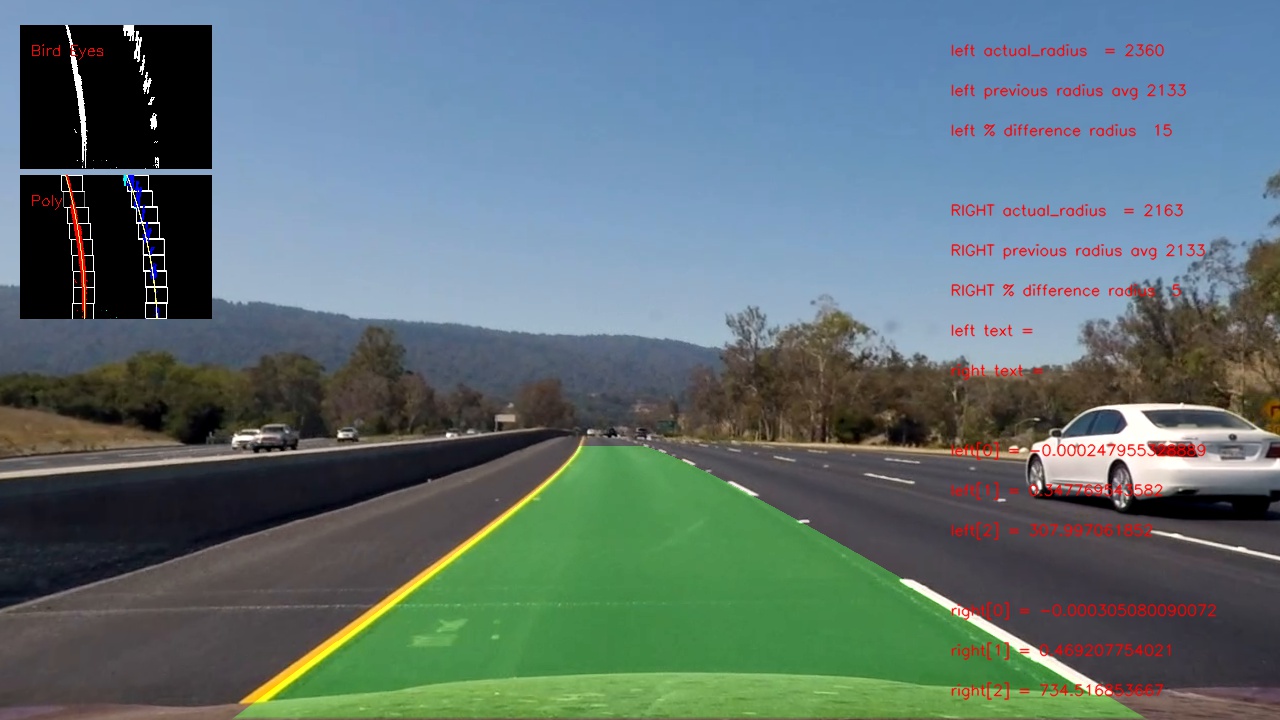 Bird Eyes
Poly
left actual_radius = 2360
left previous radius avg 2133
left % difference radius 15
RIGHT actual_radius = 2163
RIGHT previous radius avg 2133
RIGHT % difference radius 5
left text =
right text =
left[0] = -0.000247955328889
left[1] = 0.347769543582
left[2] = 307.997061852
right[0] = -0.000305080090072
right[1] = 0.469207754021
right[2] = 734.516853667